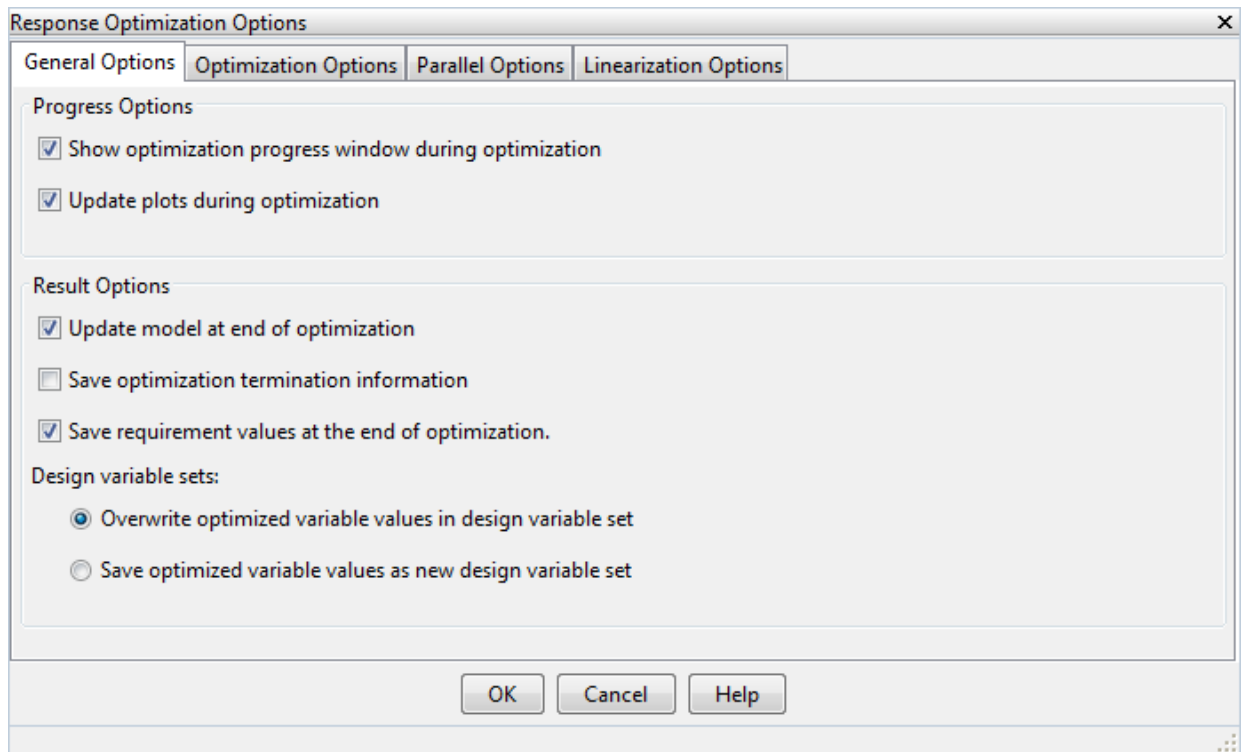 Response Optimization Options
General Options Optimization Options Parallel Options Linearization Options
Progress Options
Show optimization progress window during optimization
Update plots during optimization
Result Options
Update model at end of optimization
Save optimization termination information
Save requirement values at the end of optimization.
Design variable sets:
Overwrite optimized variable values in design variable set
Save optimized variable values as new design variable set
OK Cancel Help